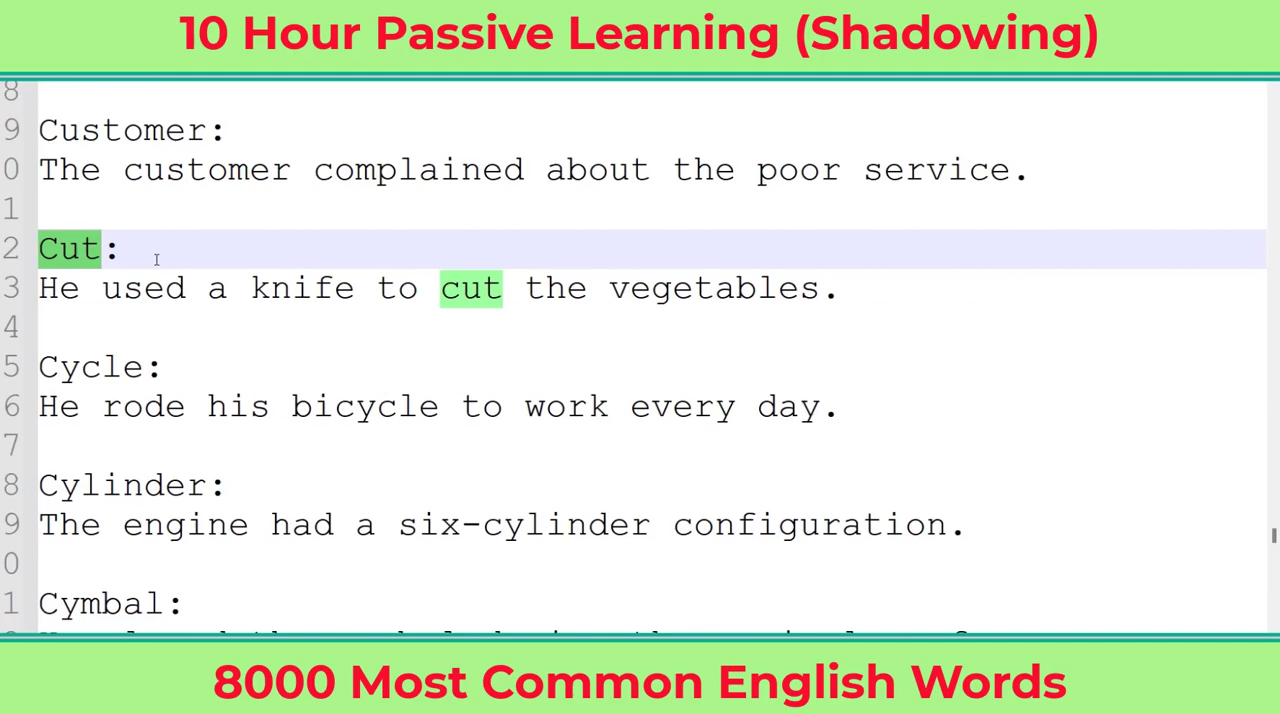 10 Hour Passive Learning (Shadowing)
8
9 Customer:
0 The customer complained about the poor service.
1
2 Cut:
3 He used a knife to cut the vegetables.
4
5 Cycle:
6 He rode his bicycle to work every day.
7
8 Cylinder:
9 The engine had a six-cylinder configuration.
0
1 Cymbal:
8000 Most Common English Words